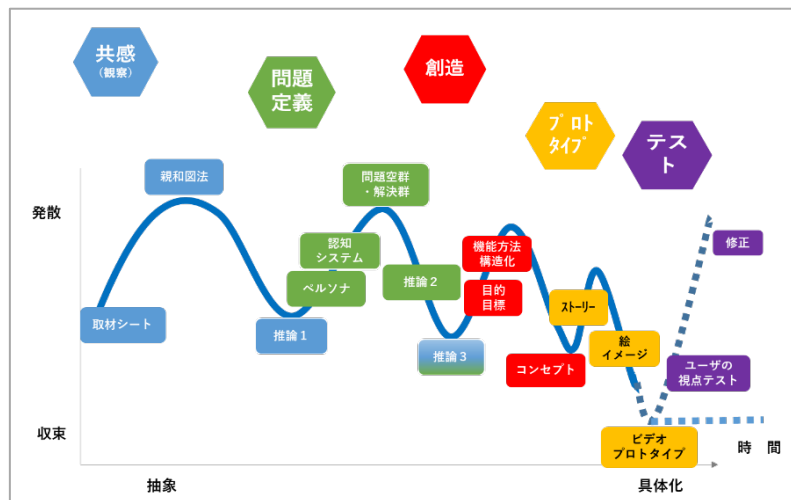 共感
（観察）
問題
定義
創造
プロト
タイプ
テス
ト
発散
親和図法
問題空群
・解決群
認知
システム
ペルソナ
推論２
機能方法
構造化
目的
目標
修正
取材シート
推論１
推論3
ストーリー
絵
イメージ
コンセプト
ユーザの
視点テスト
収束
ビデオ
プロトタイプ
時　間
抽象
具体化